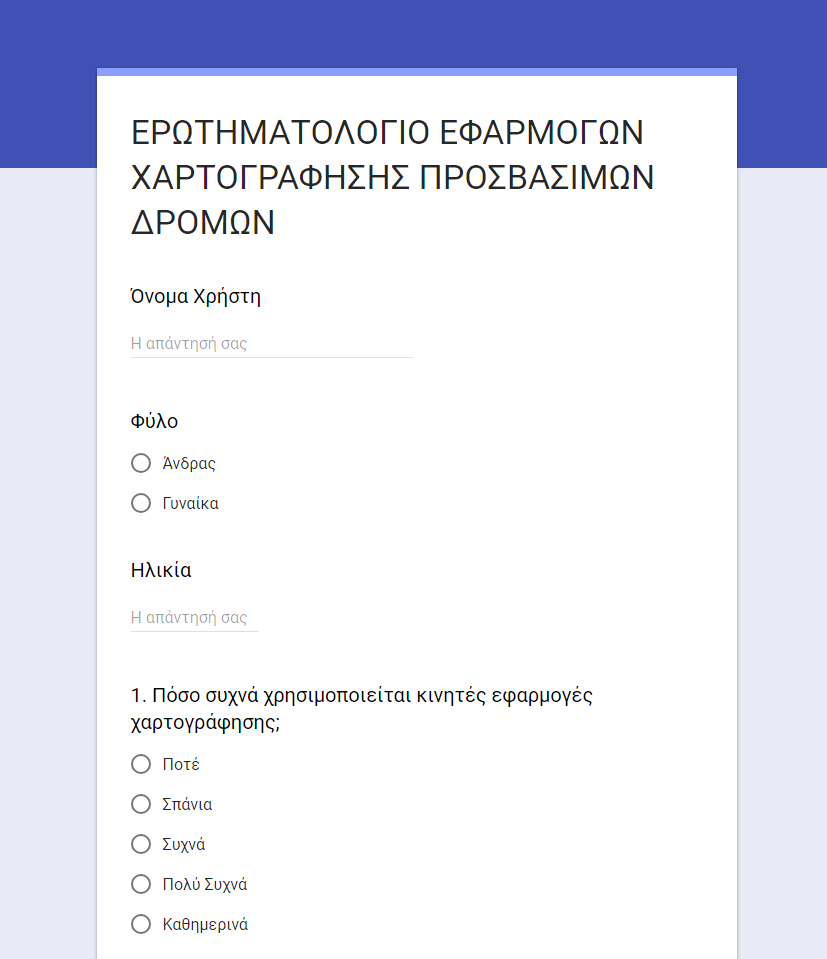 ΕΡΩΤΗΜΑΤΟΛΟΓΙΟ ΕΦΑΡΜΟΓΩΝ
ΧΑΡΤΟΓΡΑΦΗΣΗΣ ΠΡΟΣΒΑΣΙΜΩΝ
ΔΡΟΜΩΝ
Όνομα Χρήστη
Η απάντησή σας
Φύλο
Άνδρας
Γυναίκα
Ηλικία
Η απάντησή σας
1. Πόσο συχνά χρησιμοποιείται κινητές εφαρμογές
χαρτογράφησης;
Ποτέ
Σπάνια
Συχνά
Πολύ Συχνά
Καθημερινά